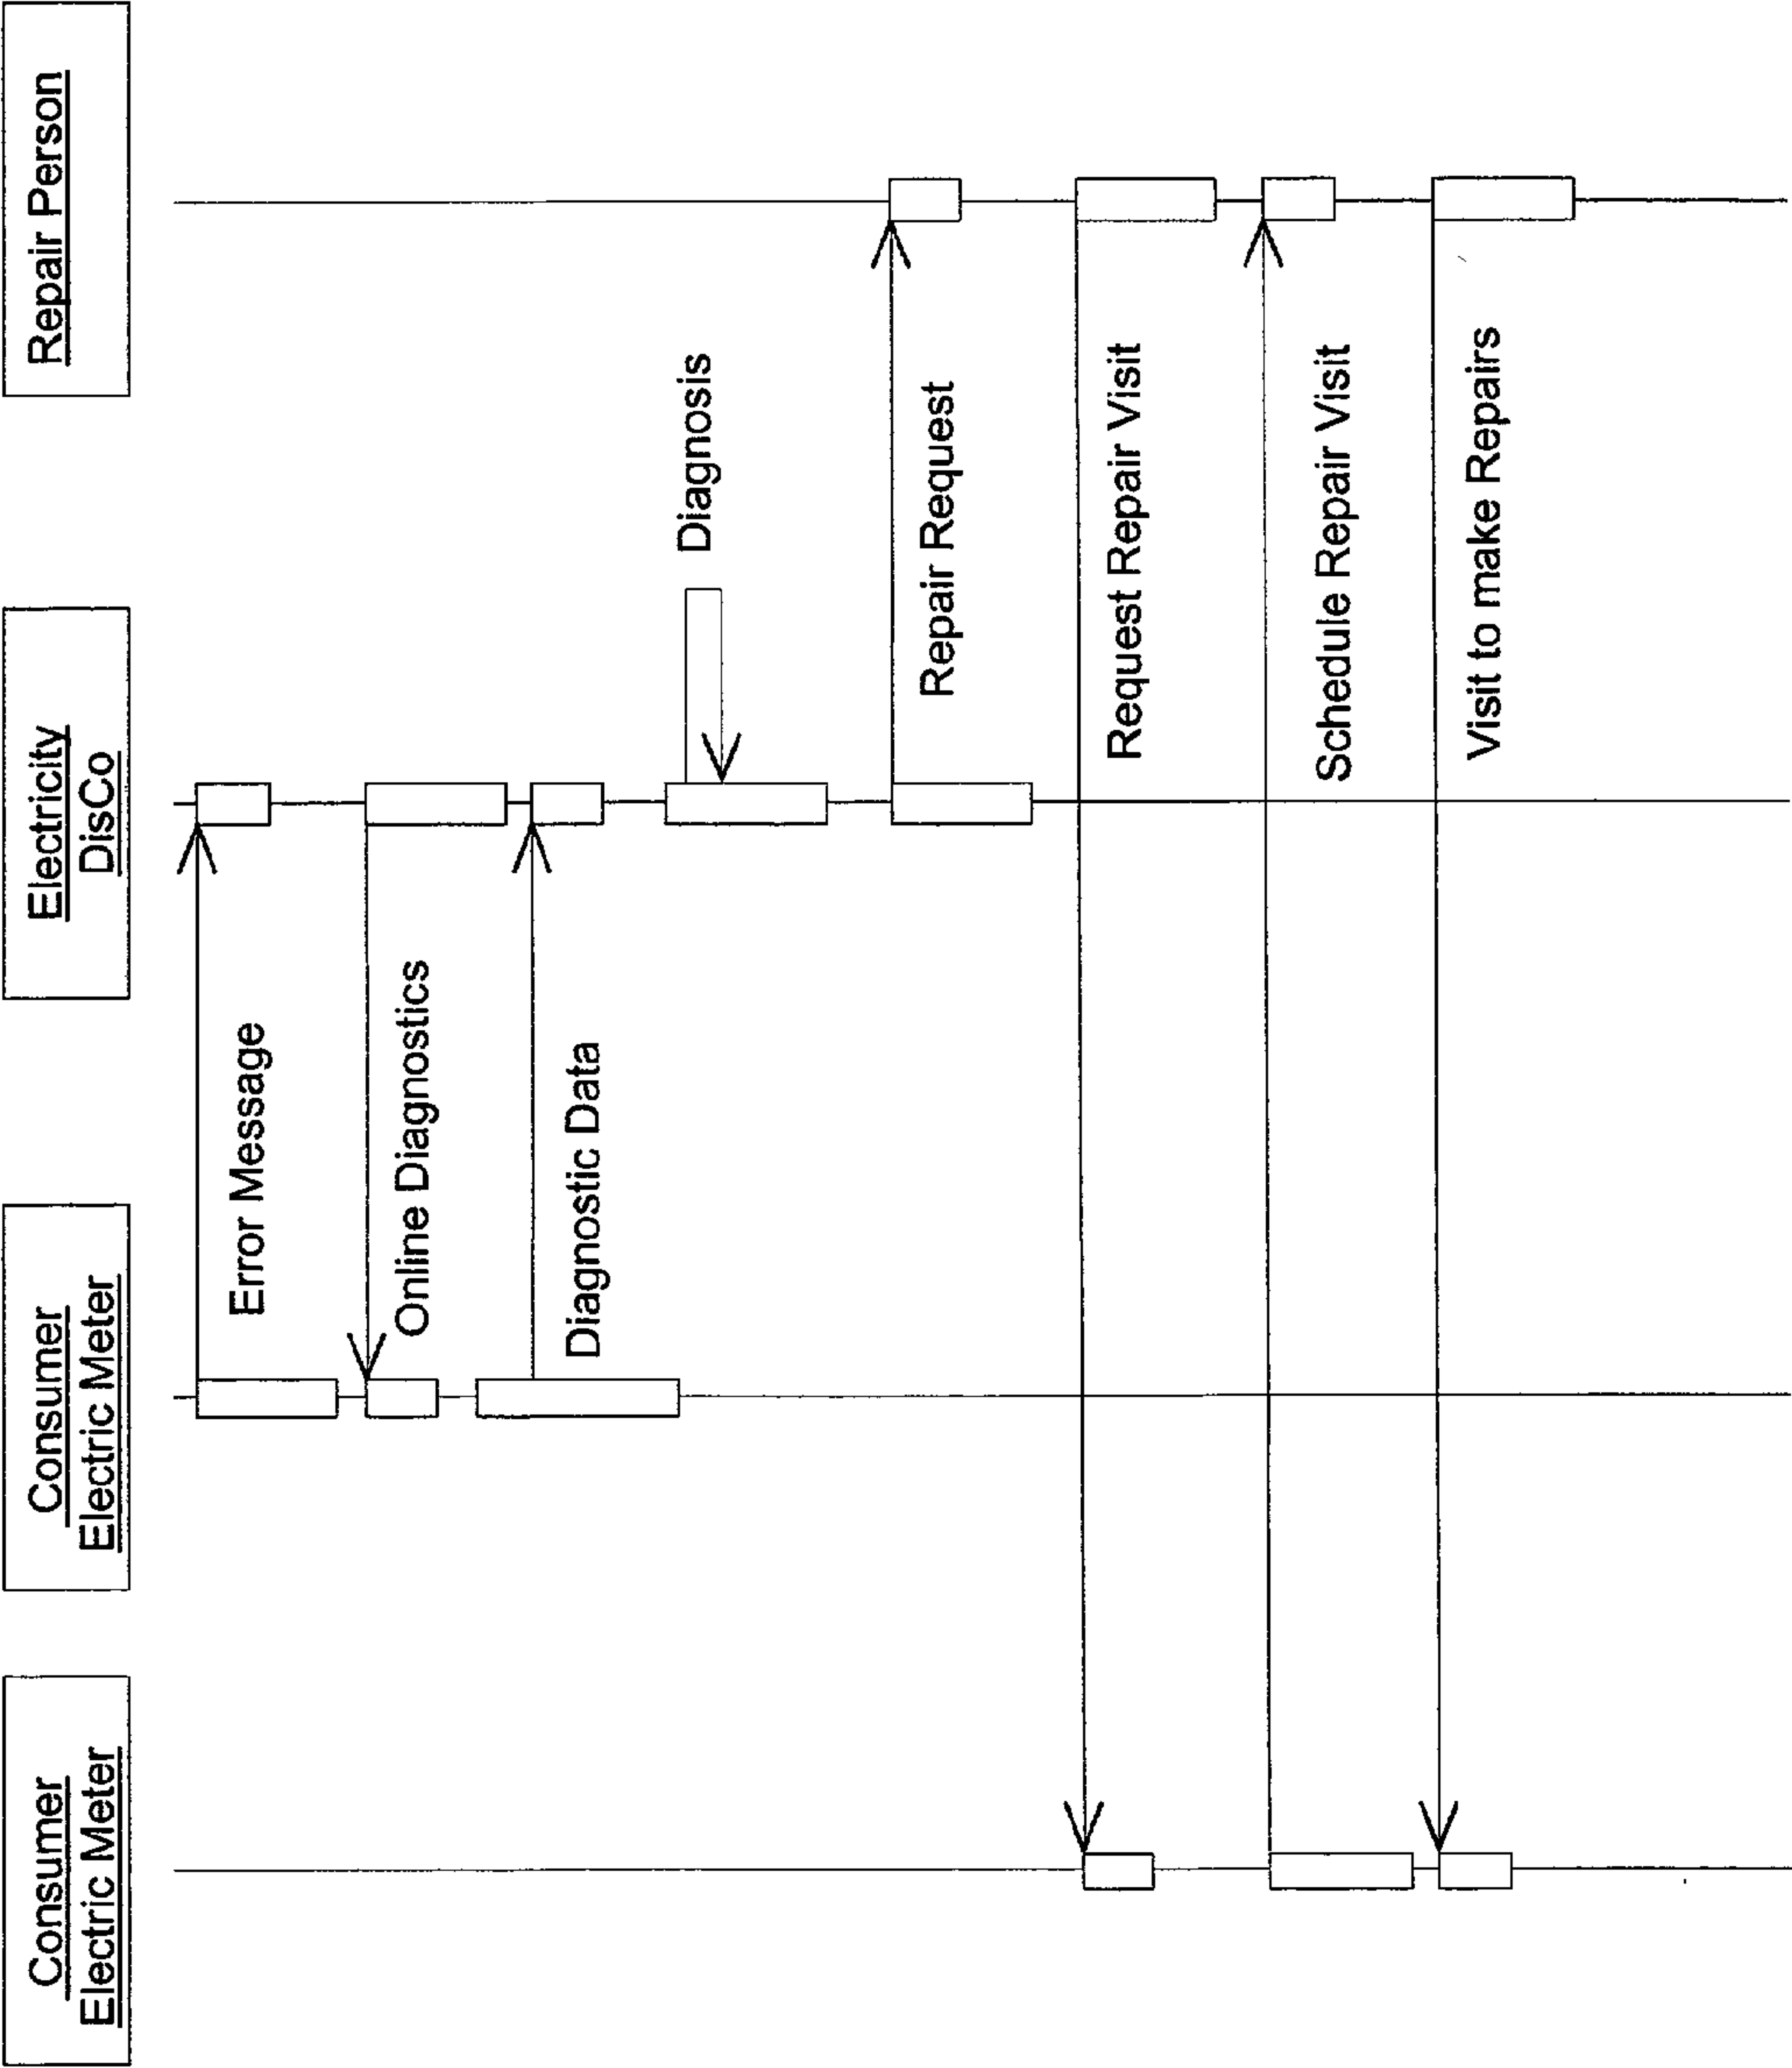 Consumer
Electric Meter
Consumer
Electric Meter
Electricity
DisCo
Repair Person
Error Message
Online Diagnostics
Diagnostic Data
Diagnosis
Repair Request
Request Repair Visit
Schedule Repair Visit
Visit to make Repairs